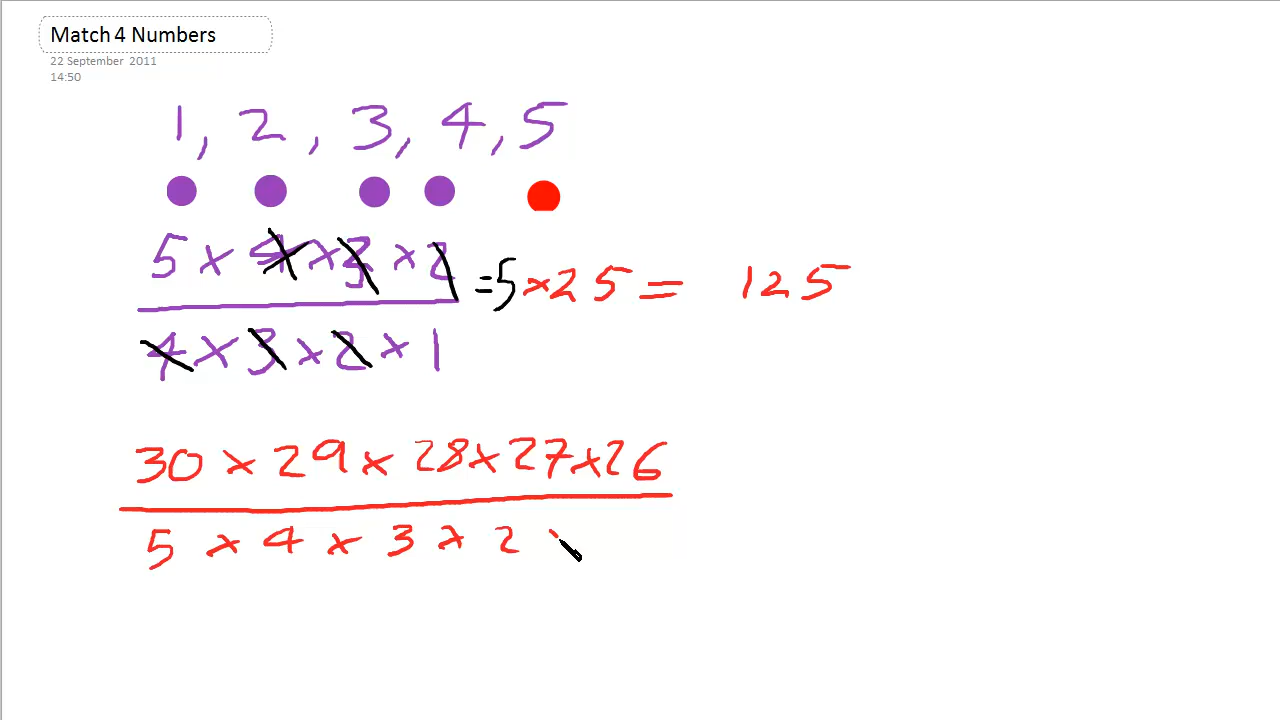 Match 4 Numbers
22 September 2011
14:50
1, 2, 3, 4, 5
5 × 4 × 3 × 2
= 5 × 25 = 125
4 × 3 × 2 × 1
30 × 29 × 28 × 27 × 26
5 × 4 × 3 × 2